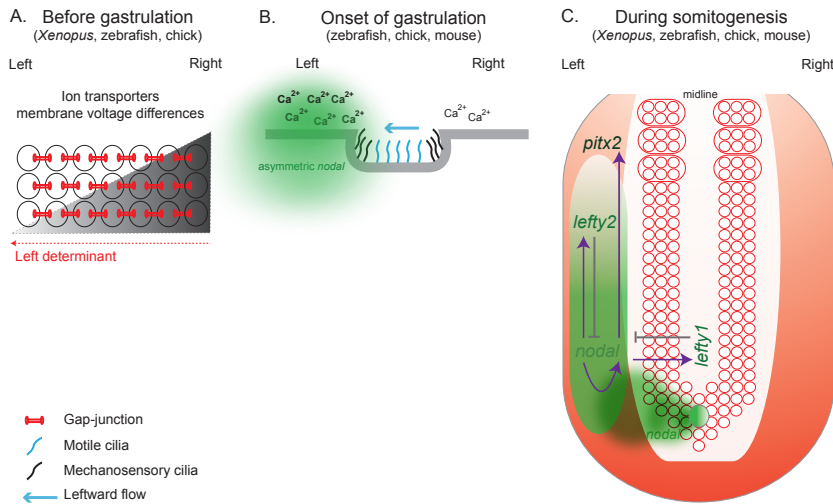 A.
Before gastrulation
(Xenopus, zebrafish, chick)
Left
Right
Ion transporters
membrane voltage differences
Left determinant
Gap-junction
Motile cilia
Mechanosensory cilia
Leftward flow
B.
Onset of gastrulation
(zebrafish, chick, mouse)
Left
Right
Ca2+
Ca2+
Ca2+
Ca2+
Ca2+
Ca2+
Ca2+
Ca2+
asymmetric nodal
C.
During somitogenesis
(Xenopus, zebrafish, chick, mouse)
Left
Right
midline
pitx2
lefty2
nodal
lefty1
nodal